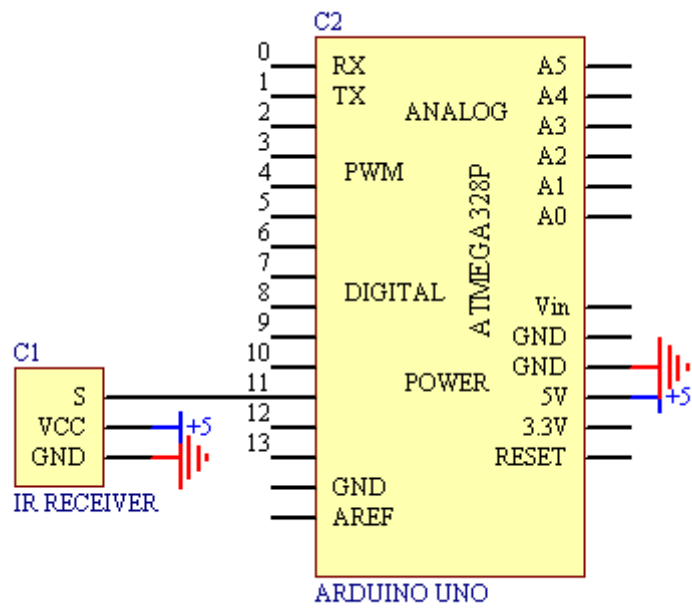 C2
0 RX A5
1 TX A4
ANALOG
2 A3
3 A2
PWM
4 A1
5 A0
ATMEGA328P
6
7
DIGITAL
8 Vin
9 GND
10 GND
C1
POWER
S 11 5V +5
VCC +5 12 3.3V
GND 13 RESET
IR RECEIVER
GND
AREF
ARDUINO UNO